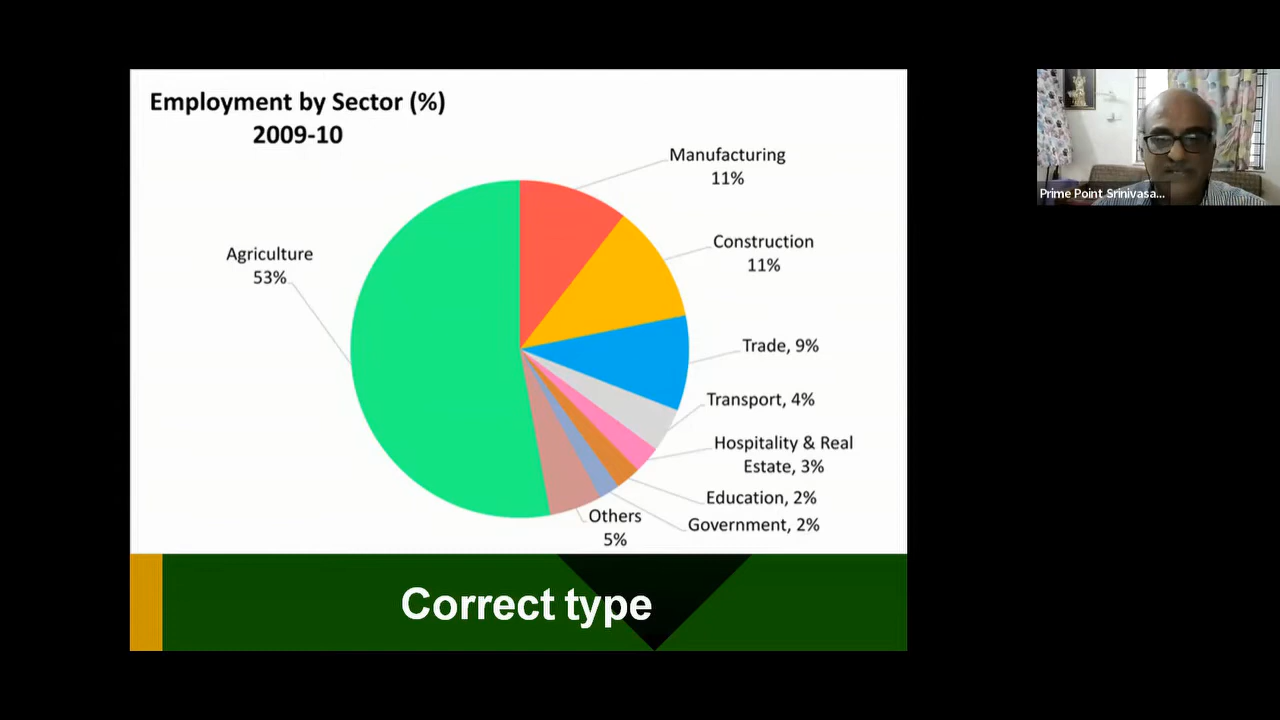 Employment by Sector (%)
2009-10
Manufacturing
11%
Construction
11%
Agriculture
53%
Trade, 9%
Transport, 4%
Hospitality & Real
Estate, 3%
Education, 2%
Government, 2%
Others
5%
Correct type
Prime Point Srinivasa...